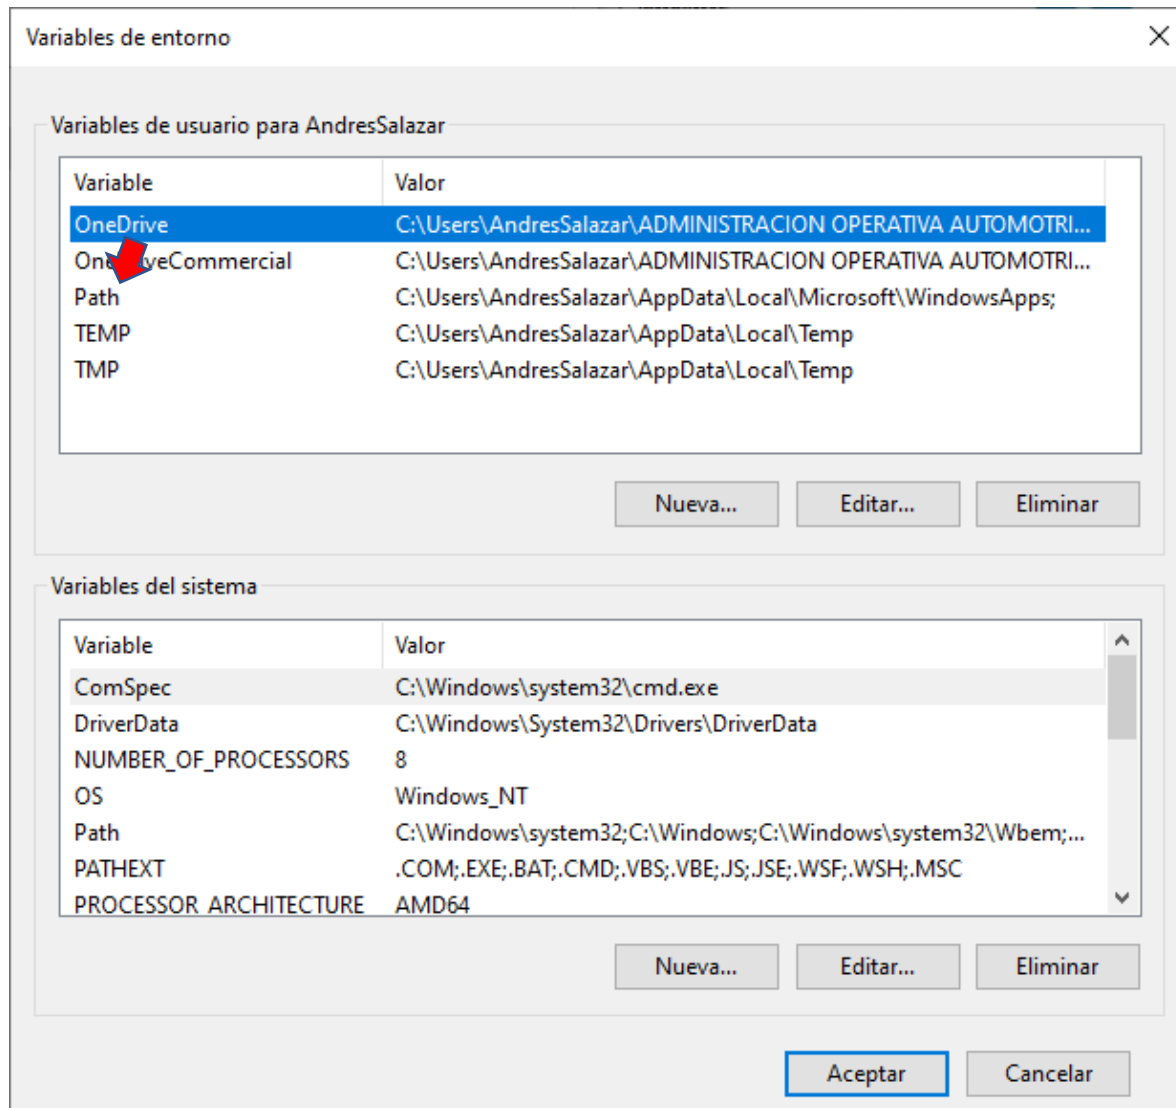 Variables de entorno
Variables de usuario para AndresSalazar
Variable Valor
OneDrive C:\Users\AndresSalazar\ADMINISTRACION OPERATIVA AUTOMOTRI...
One veCommercial C:\Users\AndresSalazar\ADMINISTRACION OPERATIVA AUTOMOTRI...
Path C:\Users\AndresSalazar\AppData\Local\Microsoft\WindowsApps;
TEMP C:\Users\AndresSalazar\AppData\Local\Temp
TMP C:\Users\AndresSalazar\AppData\Local\Temp
Nueva... Editar... Eliminar
Variables del sistema
Variable Valor
ComSpec C:\Windows\system32\cmd.exe
DriverData C:\Windows\System32\Drivers\DriverData
NUMBER_OF_PROCESSORS 8
OS Windows_NT
Path C:\Windows\system32;C:\Windows;C:\Windows\system32\Wbem;...
PATHEXT .COM;.EXE;.BAT;.CMD;.VBS;.VBE;.JS;.JSE;.WSF;.WSH;.MSC
PROCESSOR_ARCHITECTURE AMD64
Nueva... Editar... Eliminar
Aceptar Cancelar